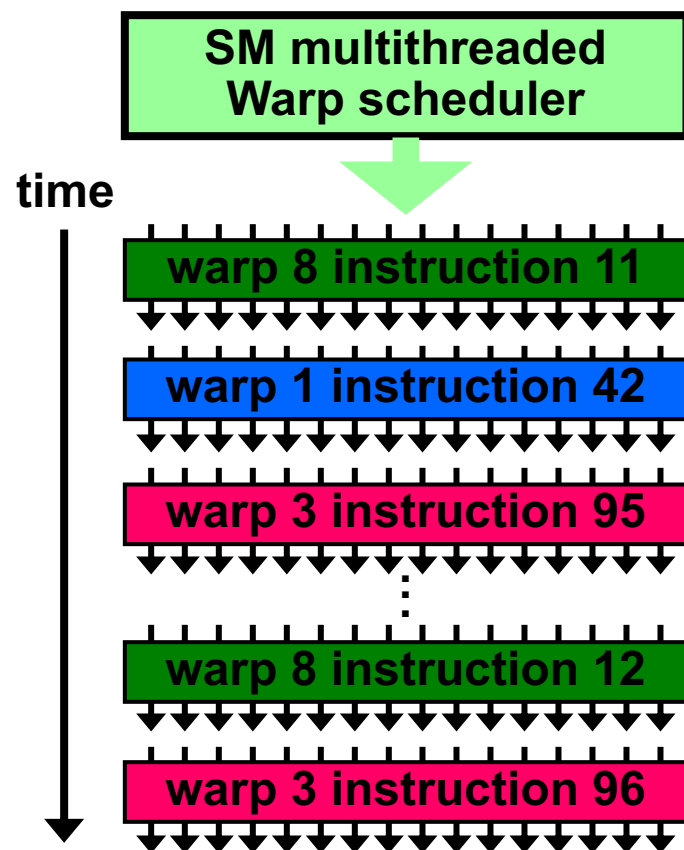 SM multithreaded
Warp scheduler
time
warp 8 instruction 11
warp 1 instruction 42
warp 3 instruction 95
warp 8 instruction 12
warp 3 instruction 96